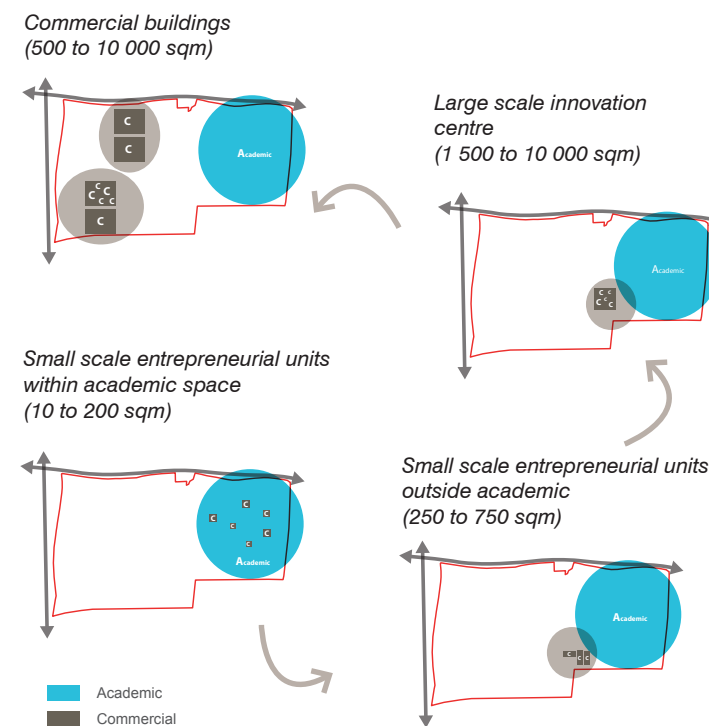 Commercial buildings
(500 to 10 000 sqm)
C
C
C
C
C
C
C
C
C
Academic
Large scale innovation
centre
(1 500 to 10 000 sqm)
Academic
C
C
C
C
C
C
Small scale entrepreneurial units
within academic space
(10 to 200 sqm)
C
C
C
C
C
C
Academic
Small scale entrepreneurial units
outside academic
(250 to 750 sqm)
Academic
C
C
C
Academic
Commercial